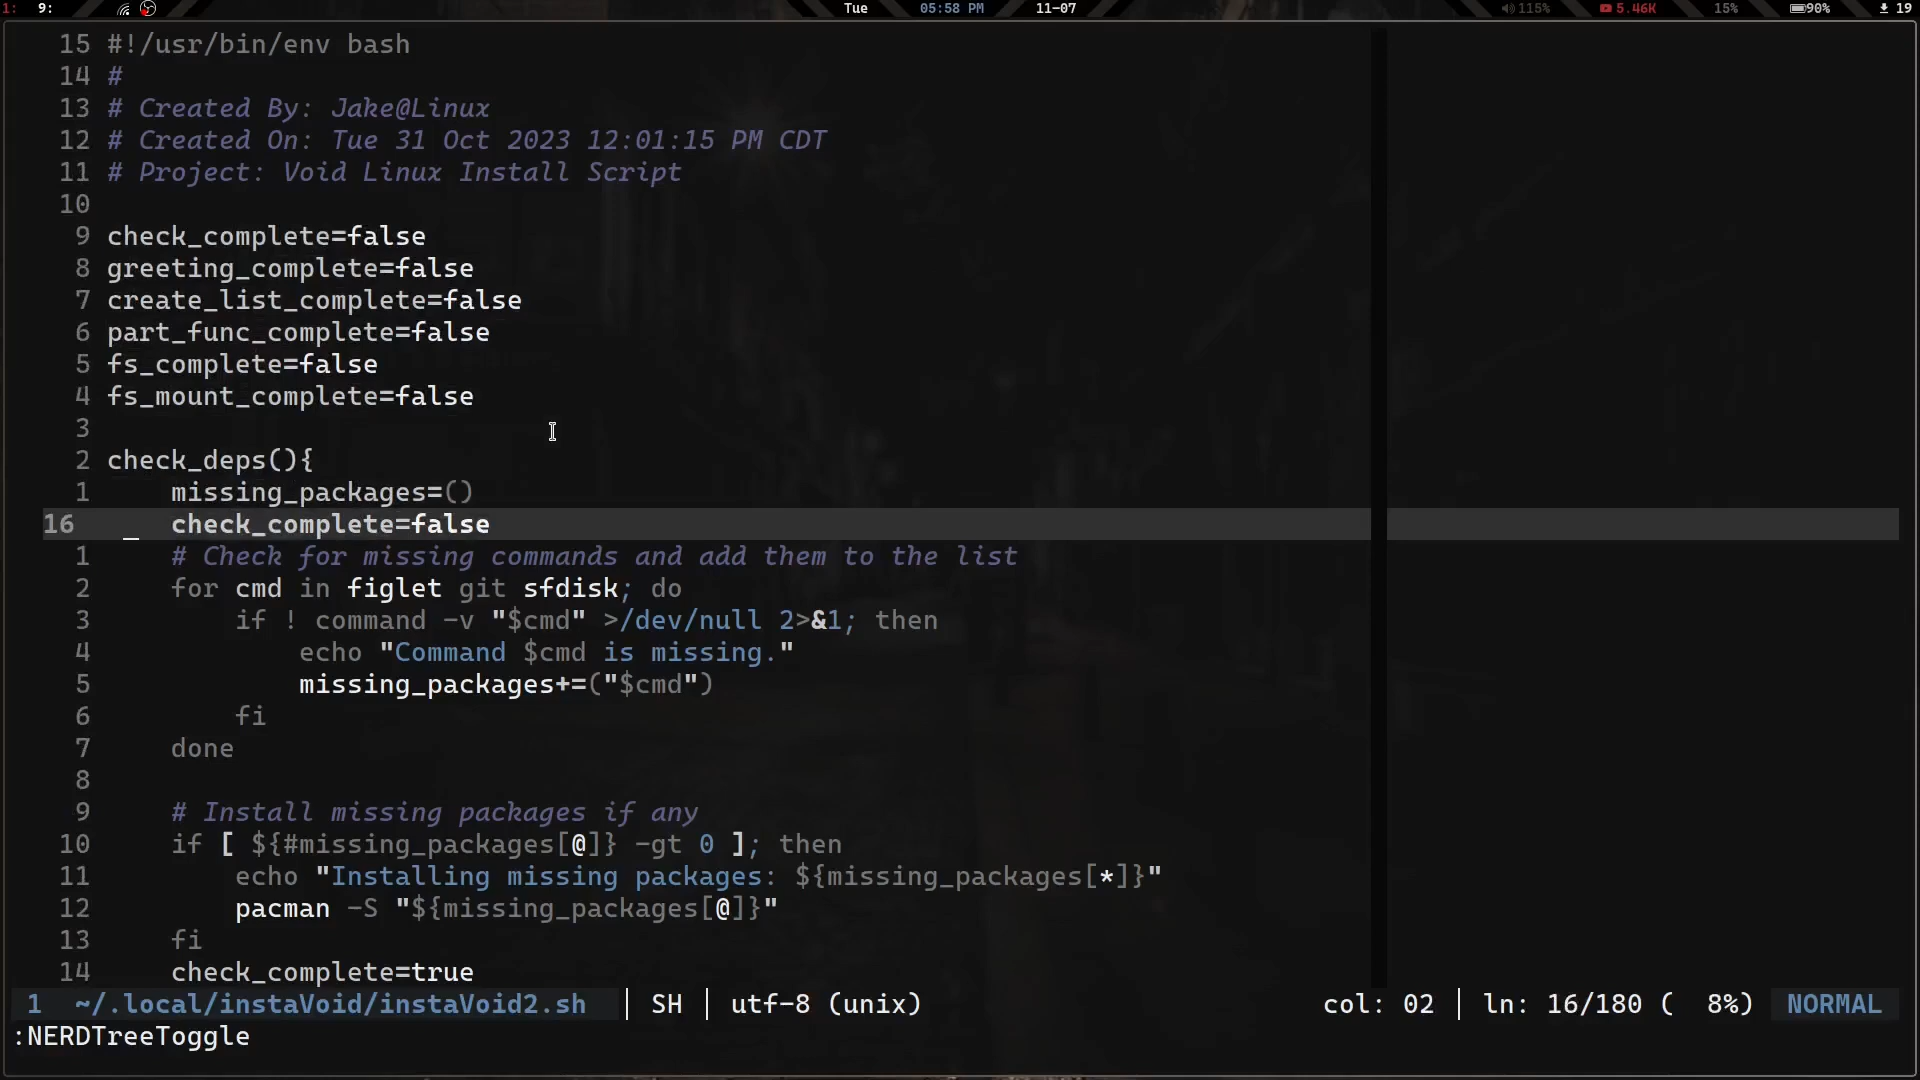 1: 9: Tue 05:58 PM 11-07 115% 5.46K 15% 90% 19
15 #!/usr/bin/env bash
14 #
13 # Created By: Jake@Linux
12 # Created On: Tue 31 Oct 2023 12:01:15 PM CDT
11 # Project: Void Linux Install Script
10
9 check_complete=false
8 greeting_complete=false
7 create_list_complete=false
6 part_func_complete=false
5 fs_complete=false
4 fs_mount_complete=false
3
2 check_deps(){
1     missing_packages=()
16     check_complete=false
1     # Check for missing commands and add them to the list
2     for cmd in figlet git sfdisk; do
3         if ! command -v "$cmd" >/dev/null 2>&1; then
4             echo "Command $cmd is missing."
5             missing_packages+=("$cmd")
6         fi
7     done
8
9     # Install missing packages if any
10     if [ ${#missing_packages[@]} -gt 0 ]; then
11         echo "Installing missing packages: ${missing_packages[*]}"
12         pacman -S "${missing_packages[@]}"
13     fi
14     check_complete=true
1 ~/.local/instaVoid/instaVoid2.sh | SH | utf-8 (unix) col: 02 | ln: 16/180 ( 8%) NORMAL
:NERDTreeToggle